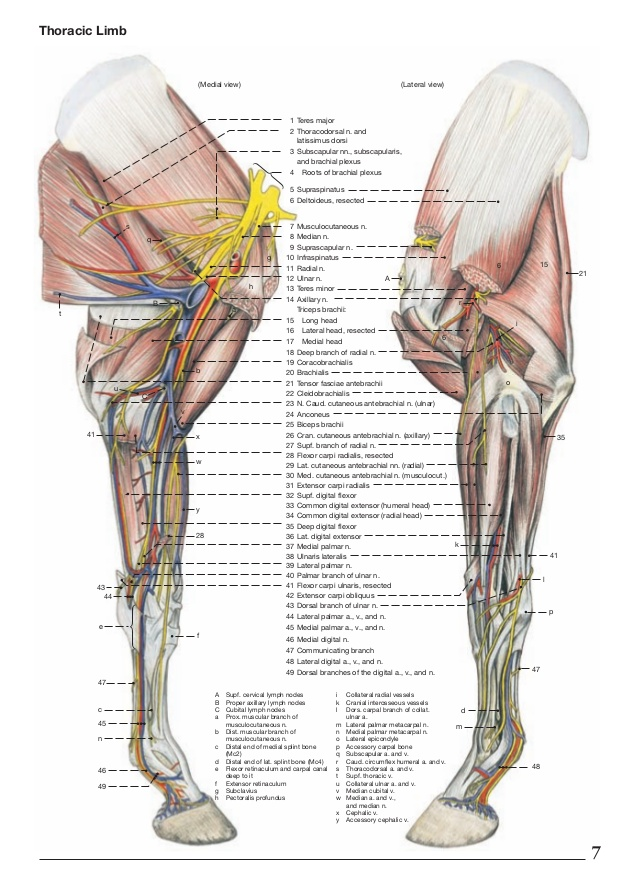 Thoracic Limb
(Medial view)
(Lateral view)
1 Teres major
2 Thoracodorsal n. and
latissimus dorsi
3 Subscapular nn., subscapularis,
and brachial plexus
4 Roots of brachial plexus
5 Supraspinatus
6 Deltoideus, resected
7 Musculocutaneous n.
8 Median n.
9 Suprascapular n.
10 Infraspinatus
11 Radial n.
12 Ulnar n.
13 Teres minor
14 Axillary n.
Triceps brachii:
15 Long head
16 Lateral head, resected
17 Medial head
18 Deep branch of radial n.
19 Coracobrachialis
20 Brachialis
21 Tensor fasciae antebrachii
22 Cleidobrachialis
23 N. Caud. cutaneous antebrachial n. (ulnar)
24 Anconeus
25 Biceps brachii
26 Cran. cutaneous antebrachial n. (axillary)
27 Supf. branch of radial n.
28 Flexor carpi radialis, resected
29 Lat. cutaneous antebrachial nn. (radial)
30 Med. cutaneous antebrachial n. (musculocut.)
31 Extensor carpi radialis
32 Supf. digital flexor
33 Common digital extensor (humeral head)
34 Common digital extensor (radial head)
35 Deep digital flexor
36 Lat. digital extensor
37 Medial palmar n.
38 Ulnaris lateralis
39 Lateral palmar n.
40 Palmar branch of ulnar n.
41 Flexor carpi ulnaris, resected
42 Extensor carpi obliquus
43 Dorsal branch of ulnar n.
44 Lateral palmar a., v., and n.
45 Medial palmar a., v., and n.
46 Medial digital n.
47 Communicating branch
48 Lateral digital a., v., and n.
49 Dorsal branches of the digital a., v., and n.
A Supf. cervical lymph nodes
B Proper axillary lymph nodes
C Cubital lymph nodes
a Prox. muscular branch of
musculocutaneous n.
b Dist. muscular branch of
musculocutaneous n.
c Distal end of medial splint bone
(Mc2)
d Distal end of lat. splint bone (Mc4)
e Flexor retinaculum and carpal canal
deep to it
f Extensor retinaculum
g Subclavius
h Pectoralis profundus
i Collateral radial vessels
k Cranial interosseous vessels
l Dors. carpal branch of collat.
ulnar a.
m Lateral palmar metacarpal n.
n Medial palmar metacarpal n.
o Lateral epicondyle
p Accessory carpal bone
q Subscapular a. and v.
r Caud. circumflex humeral a. and v.
s Thoracodorsal a. and v.
t Supf. thoracic v.
u Collateral ulnar a. and v.
v Median cubital v.
w Median a. and v.,
and median n.
x Cephalic v.
y Accessory cephalic v.
7